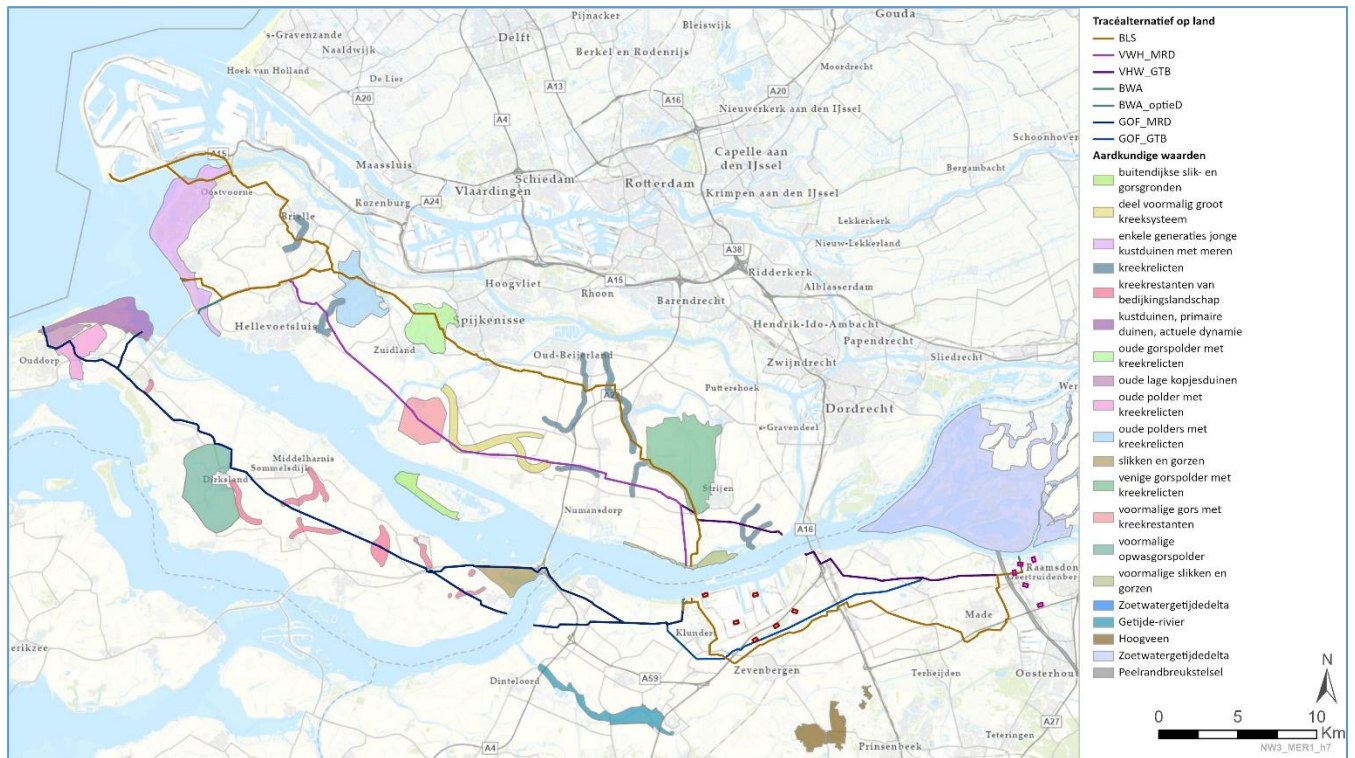 Pijnacker
Bleiswijk
Gouda
's-Gravenzande
Delft
Naaldwijk
Berkel en Rodenrijs
Hoek van Holland
De Lier
Moordrecht
A20
A13
A16
A20
Nieuwerkerk aan den IJssel
A4
Schoonhoven
Maassluis
Capelle aan
den IJssel
Bergambacht
A15
Schiedam
Rotterdam
Oostvoorne
Vlaardingen
Krimpen aan den IJssel
Rozenburg
A24
Lekkerkerk
Brielle
Nieuw-Lekkerland
A38
Ridderkerk
Hoogvliet
A15
Alblasserdam
Rhoon
Barendrecht
Hellevoetsluis
Spijkenisse
Hendrik-Ido-Ambacht
Papendrecht
Zuidland
Oud-Beijerland
Zwijndrecht
Sliedrecht
Ouddorp
Puttershoek
Dordrecht
's-Gravendeel
Middelharnis
Sommelsdijk
Dirksland
Strijen
Numansdorp
A16
Raamsdon
Geertruidenberg
Made
Klunder
Zevenbergen
Terheijden
Oosterhout
Dinteloord
A59
A27
Prinsenbeek
Teteringen
A4
Tracéalternatief op land
BLS
VWH_MRD
VHW_GTB
BWA
BWA_optieD
GOF_MRD
GOF_GTB
Aardkundige waarden
buitendijkse slik- en
gorsgronden
deel voormalig groot
kreeksysteem
enkele generaties jonge
kustduinen met meren
kreekrelicten
kreekrestanten van
bedijkingslandschap
kustduinen, primaire
duinen, actuele dynamie
oude gorspolder met
kreekrelicten
oude lage kopjesduinen
oude polder met
kreekrelicten
oude polders met
kreekrelicten
slikken en gorzen
venige gorspolder met
kreekrelicten
voormalige gors met
kreekrestanten
voormalige
opwasgorspolder
voormalige slikken en
gorzen
Zoetwatergetijdedelta
Getijde-rivier
Hoogveen
Zoetwatergetijdedelta
Peelrandbreukstelsel
N
0 5 10
Km
NW3_MER1_h7